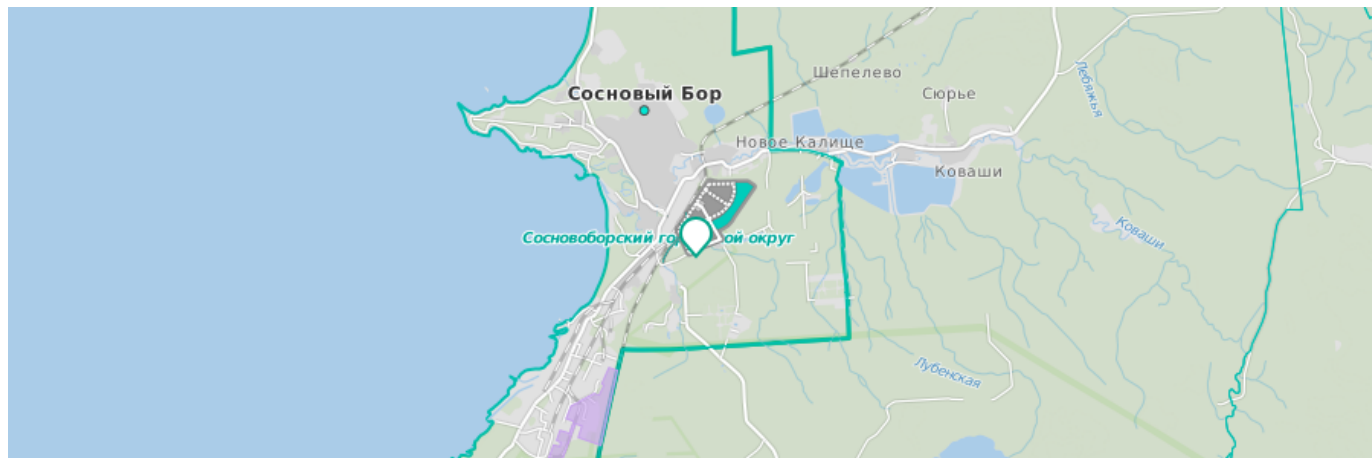 Шепелево
Сосновый Бор
Сюрье
Лебяжья
Новое Калище
Коваши
Коваши
Сосновоборский го
ой округ
Лубенская